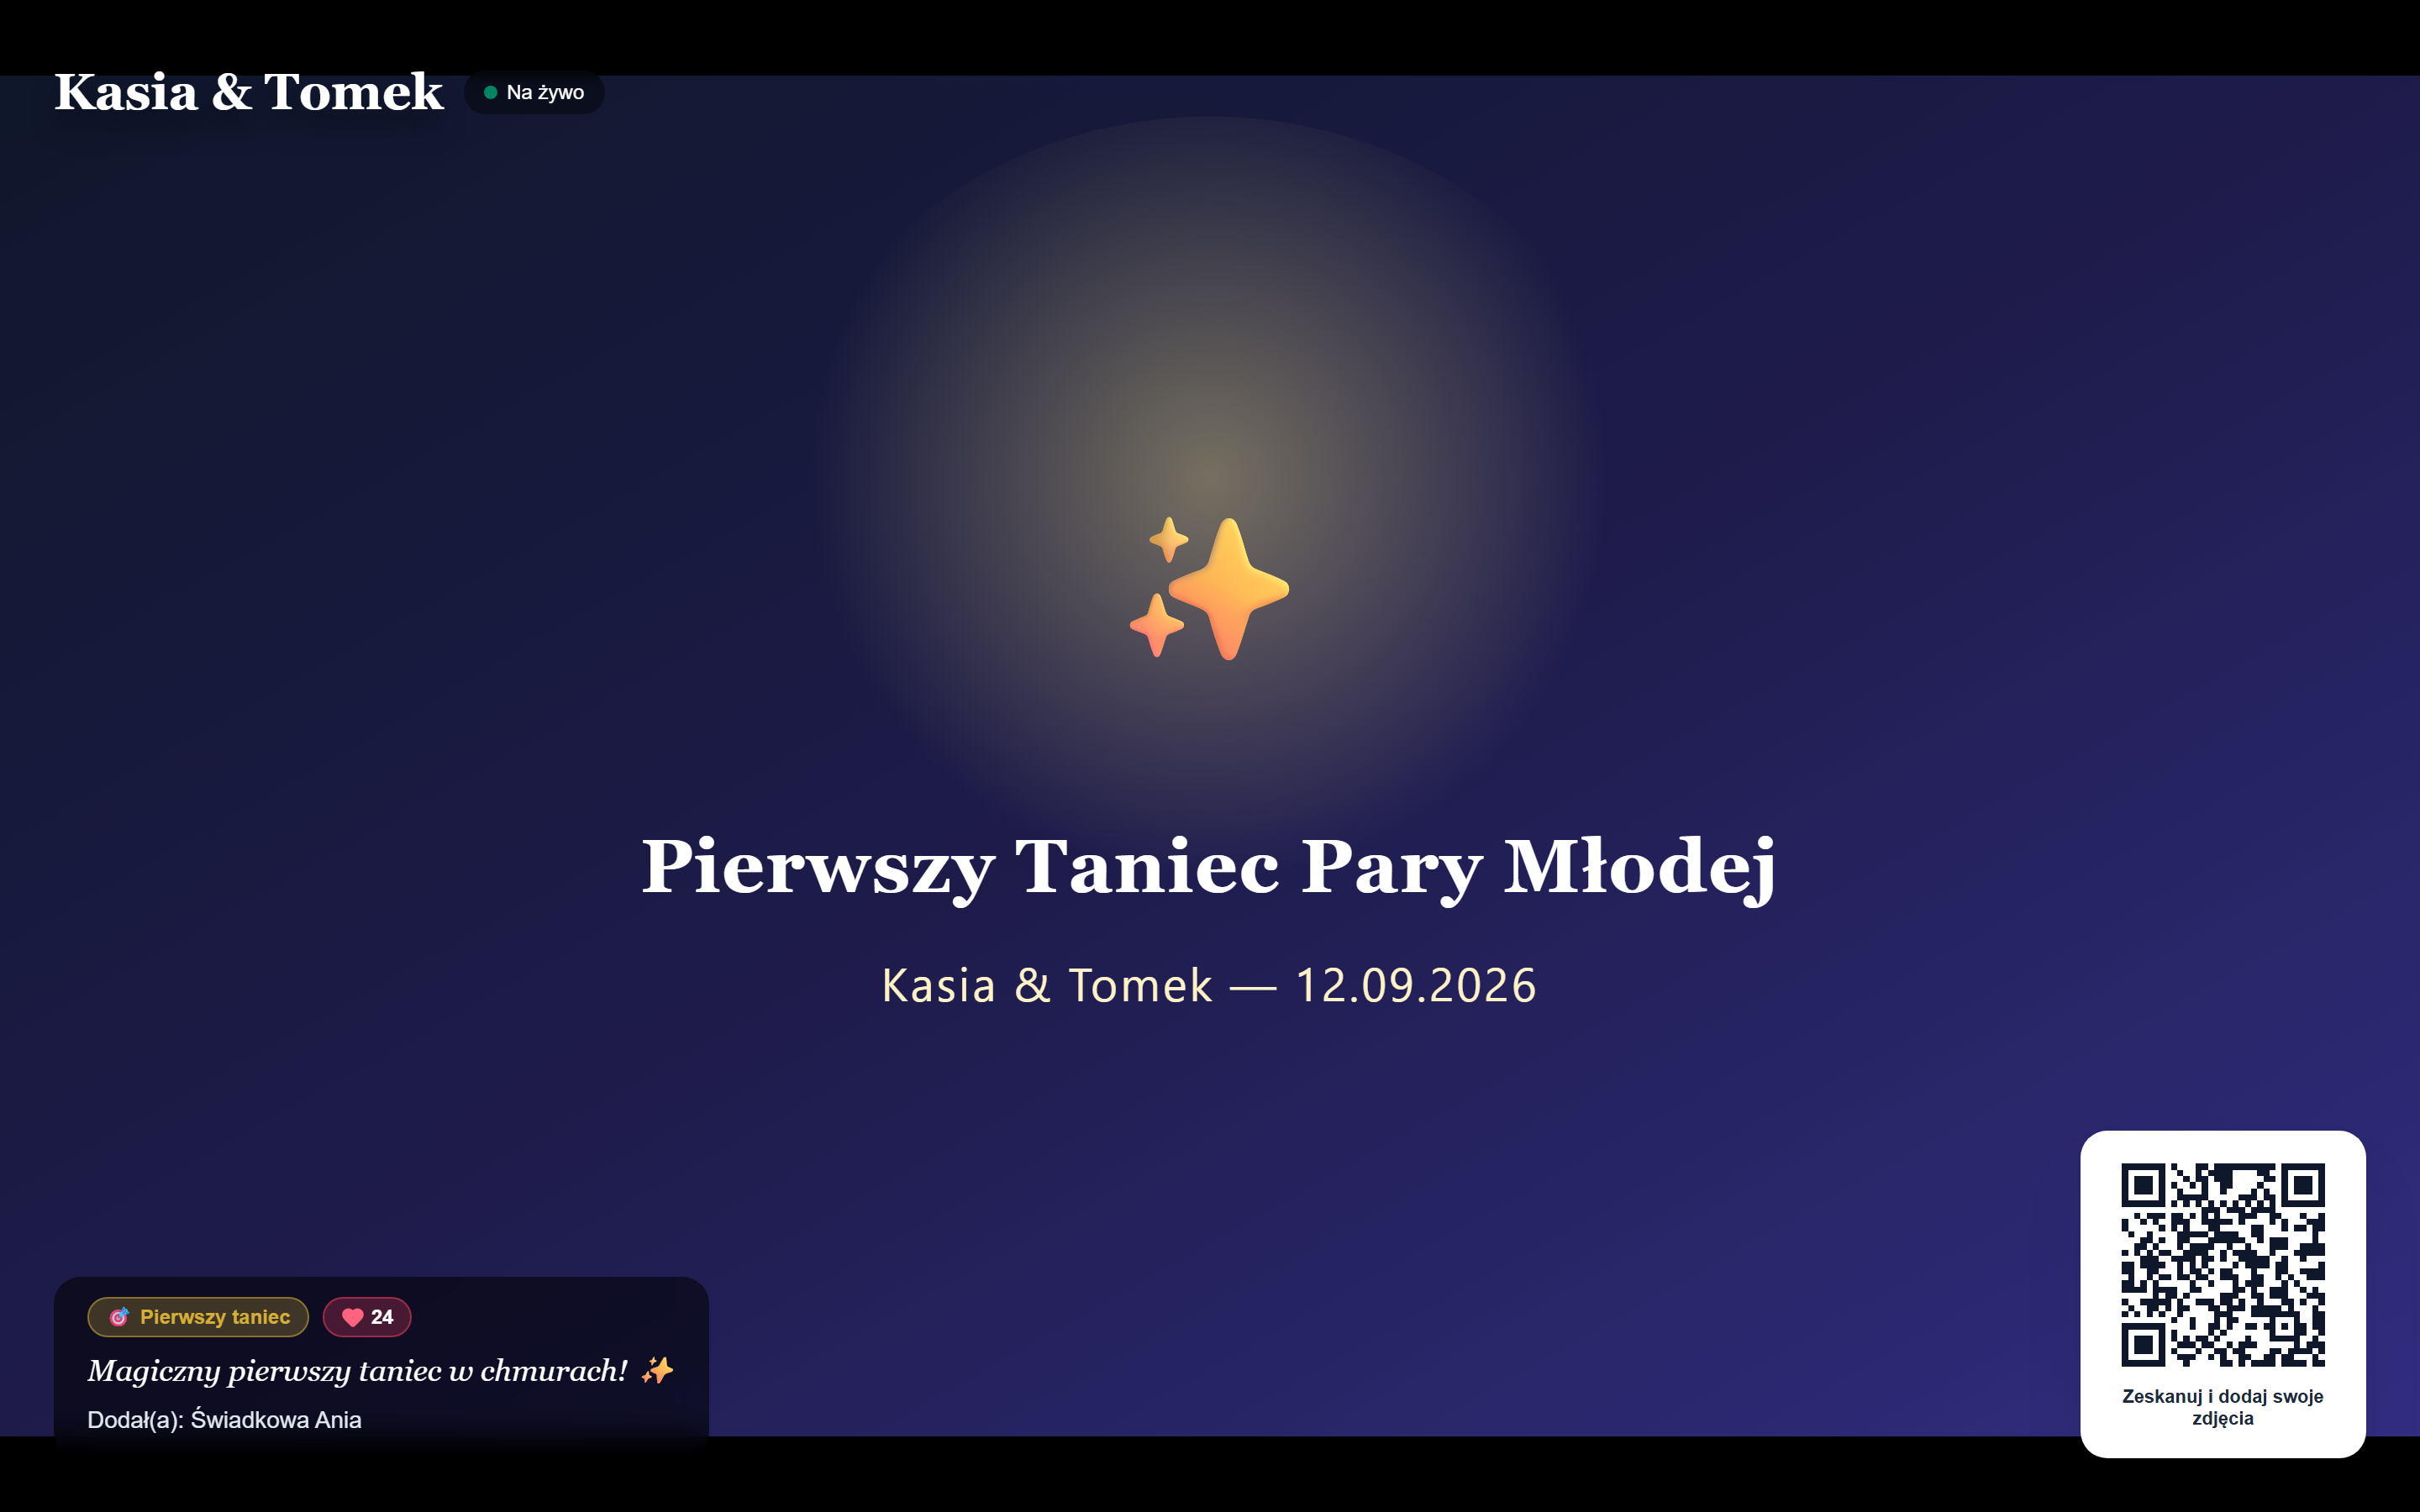 Kasia & Tomek
Na żywo
Pierwszy Taniec Pary Młodej
Kasia & Tomek — 12.09.2026
🎯 Pierwszy taniec
❤️ 24
Magiczny pierwszy taniec w chmurach! ✨
Dodał(a): Świadkowa Ania
Zeskanuj i dodaj swoje
zdjęcia